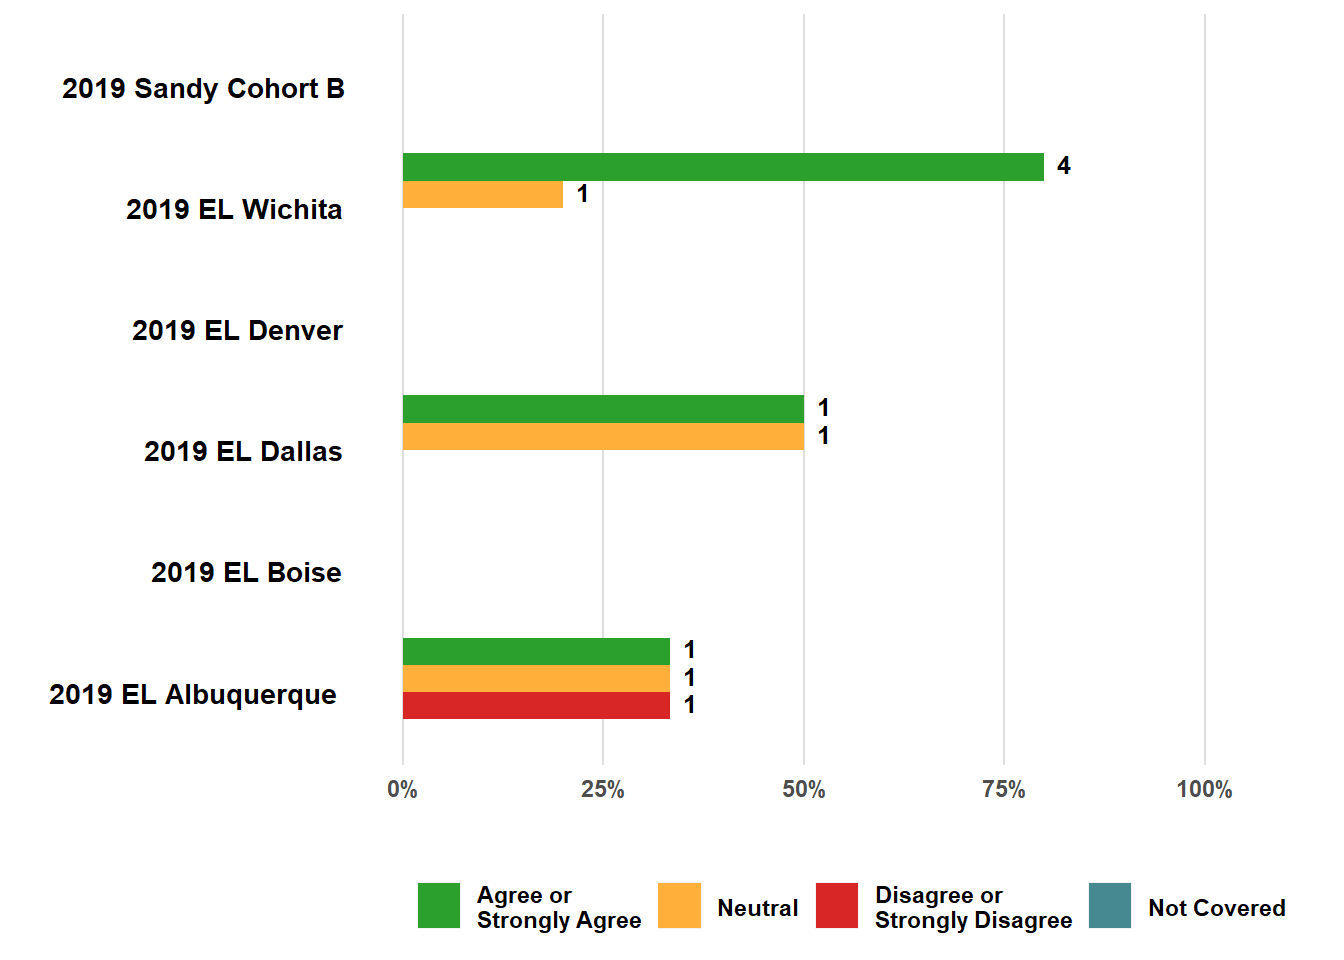 2019 Sandy Cohort B
4
1
2019 EL Wichita
2019 EL Denver
1
1
2019 EL Dallas
2019 EL Boise
1
1
1
2019 EL Albuquerque
0% 25% 50% 75% 100%
Agree or
Strongly Agree
Neutral
Disagree or
Strongly Disagree
Not Covered